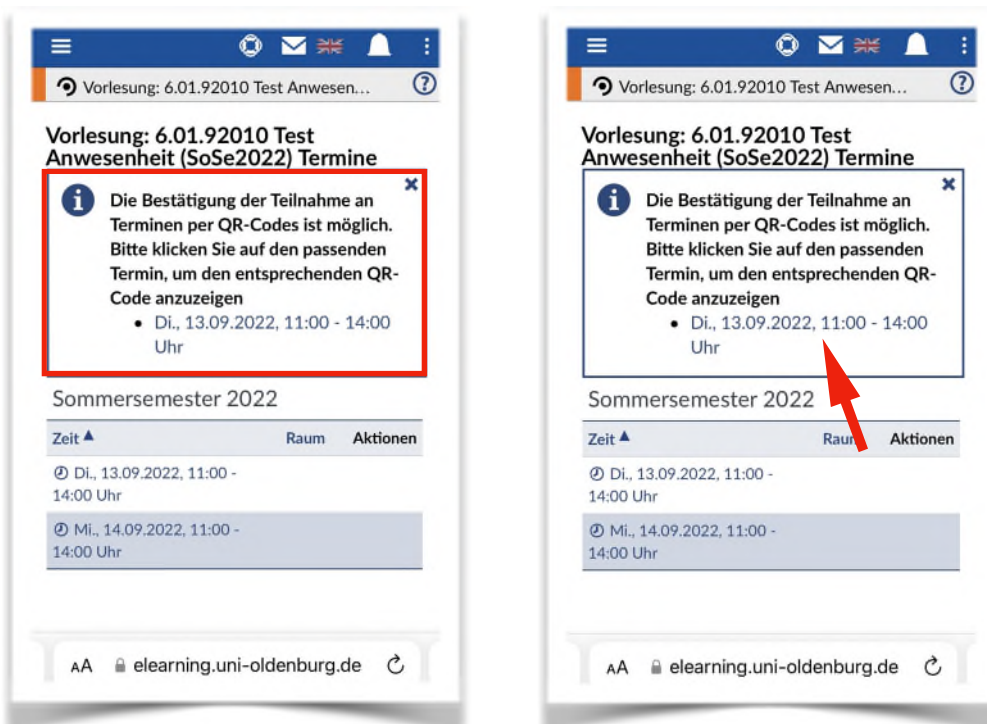 Vorlesung: 6.01.92010 Test Anwesen...
Vorlesung: 6.01.92010 Test
Anwesenheit (SoSe2022) Termine
Die Bestätigung der Teilnahme an
Terminen per QR-Codes ist möglich.
Bitte klicken Sie auf den passenden
Termin, um den entsprechenden QR-
Code anzuzeigen
• Di., 13.09.2022, 11:00 - 14:00
Uhr
Sommersemester 2022
Zeit ▲ Raum Aktionen
Di., 13.09.2022, 11:00 -
14:00 Uhr
Mi., 14.09.2022, 11:00 -
14:00 Uhr
AA elearning.uni-oldenburg.de
Vorlesung: 6.01.92010 Test Anwesen...
Vorlesung: 6.01.92010 Test
Anwesenheit (SoSe2022) Termine
Die Bestätigung der Teilnahme an
Terminen per QR-Codes ist möglich.
Bitte klicken Sie auf den passenden
Termin, um den entsprechenden QR-
Code anzuzeigen
• Di., 13.09.2022, 11:00 - 14:00
Uhr
Sommersemester 2022
Zeit ▲ Raum Aktionen
Di., 13.09.2022, 11:00 -
14:00 Uhr
Mi., 14.09.2022, 11:00 -
14:00 Uhr
AA elearning.uni-oldenburg.de